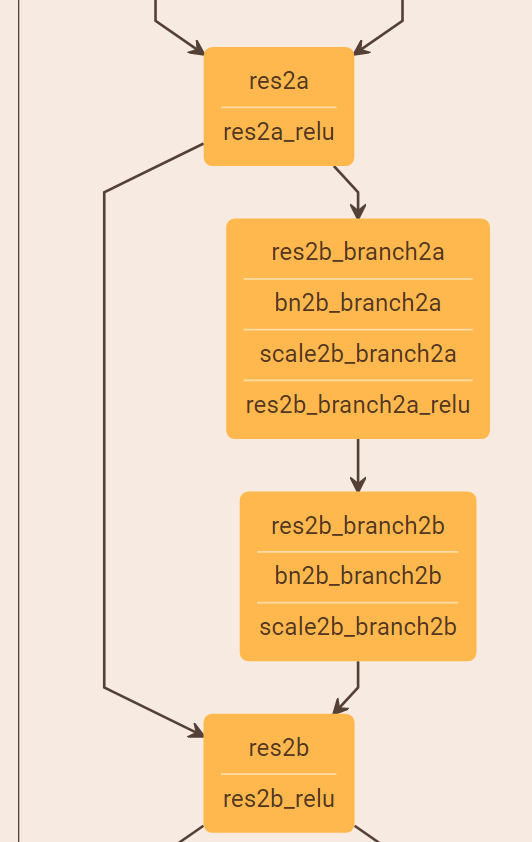 res2a
res2a_relu
res2b_branch2a
bn2b_branch2a
scale2b_branch2a
res2b_branch2a_relu
res2b_branch2b
bn2b_branch2b
scale2b_branch2b
res2b
res2b_relu